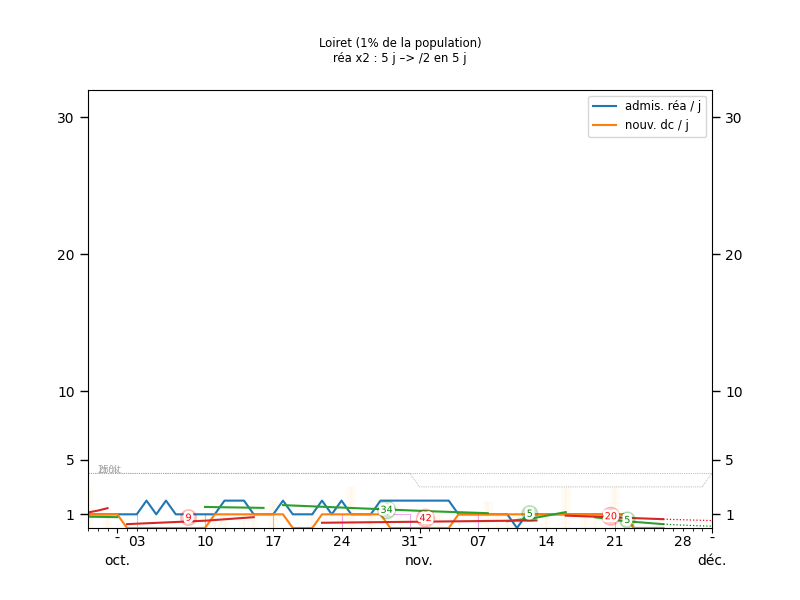 Loiret (1% de la population)
réa x2 : 5 j –> /2 en 5 j
admis. réa / j
nouv. dc / j
30 30
20 20
10 10
5 5
1 1
9 34 42 5 20 5
03 10 17 24 31 07 14 21 28
oct. nov. déc.